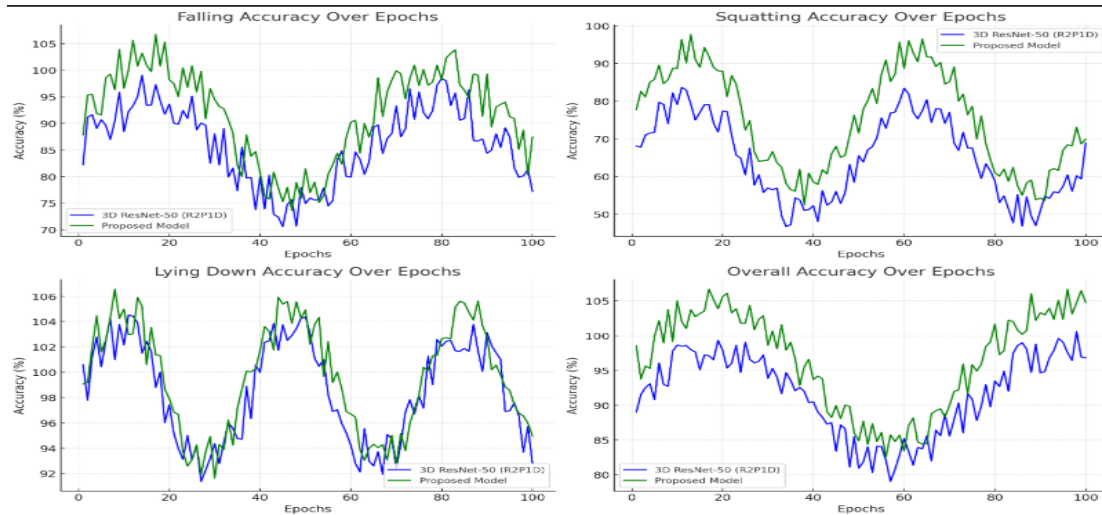 Falling Accuracy Over Epochs
Accuracy (%)
105
100
95
90
85
80
75
70
3D ResNet-50 (R2P1D)
Proposed Model
0 20 40 60 80 100
Epochs
Squatting Accuracy Over Epochs
Accuracy (%)
100
90
80
70
60
50
3D ResNet-50 (R2P1D)
Proposed Model
0 20 40 60 80 100
Epochs
Lying Down Accuracy Over Epochs
Accuracy (%)
106
104
102
100
98
96
94
92
3D ResNet-50 (R2P1D)
Proposed Model
0 20 40 60 80 100
Epochs
Overall Accuracy Over Epochs
Accuracy (%)
105
100
95
90
85
80
3D ResNet-50 (R2P1D)
Proposed Model
0 20 40 60 80 100
Epochs